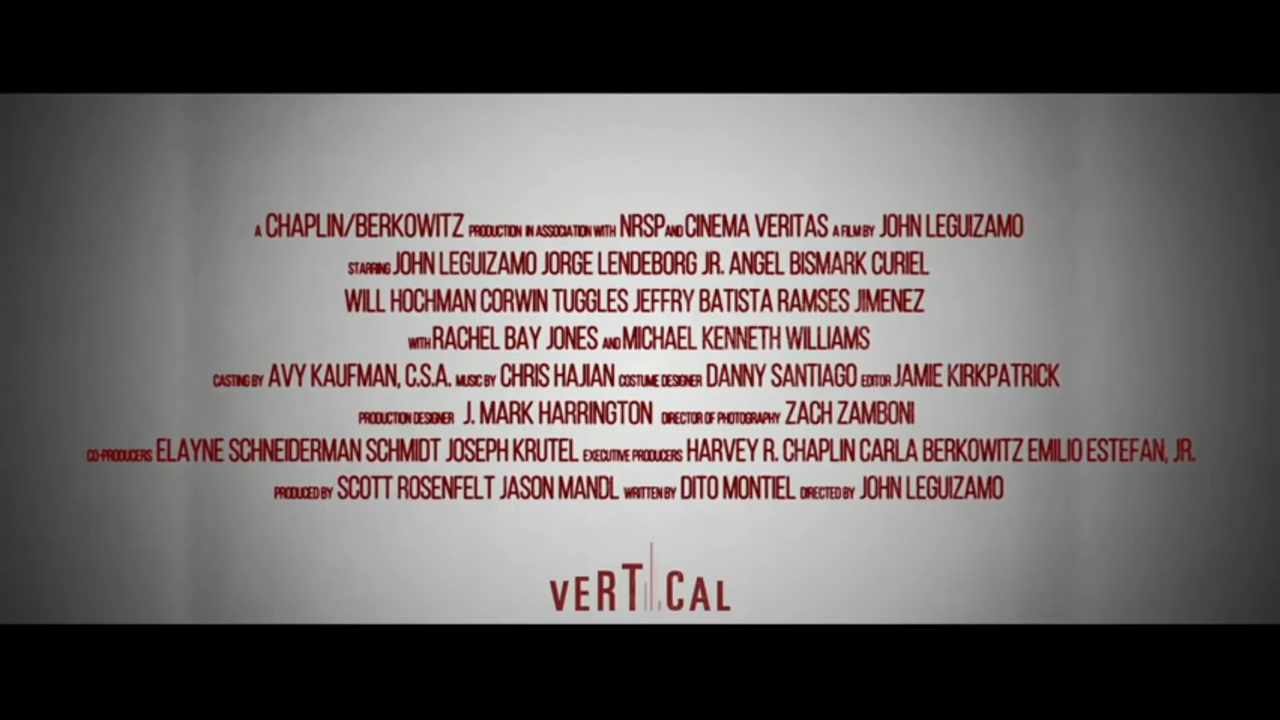 A CHAPLIN/BERKOWITZ PRODUCTION IN ASSOCIATION WITH NRSP AND CINEMA VERITAS A FILM BY JOHN LEGUIZAMO
STARRING JOHN LEGUIZAMO JORGE LENDEBORG JR. ANGEL BISMARK CURIEL
WILL HOCHMAN CORWIN TUGGLES JEFFRY BATISTA RAMSES JIMENEZ
WITH RACHEL BAY JONES AND MICHAEL KENNETH WILLIAMS
CASTING BY AVY KAUFMAN, C.S.A. MUSIC BY CHRIS HAJIAN COSTUME DESIGNER DANNY SANTIAGO EDITOR JAMIE KIRKPATRICK
PRODUCTION DESIGNER J. MARK HARRINGTON DIRECTOR OF PHOTOGRAPHY ZACH ZAMBONI
CO-PRODUCERS ELAYNE SCHNEIDERMAN SCHMIDT JOSEPH KRUTEL EXECUTIVE PRODUCERS HARVEY R. CHAPLIN CARLA BERKOWITZ EMILIO ESTEFAN, JR.
PRODUCED BY SCOTT ROSENFELT JASON MANDL WRITTEN BY DITO MONTIEL DIRECTED BY JOHN LEGUIZAMO
VERTICAL